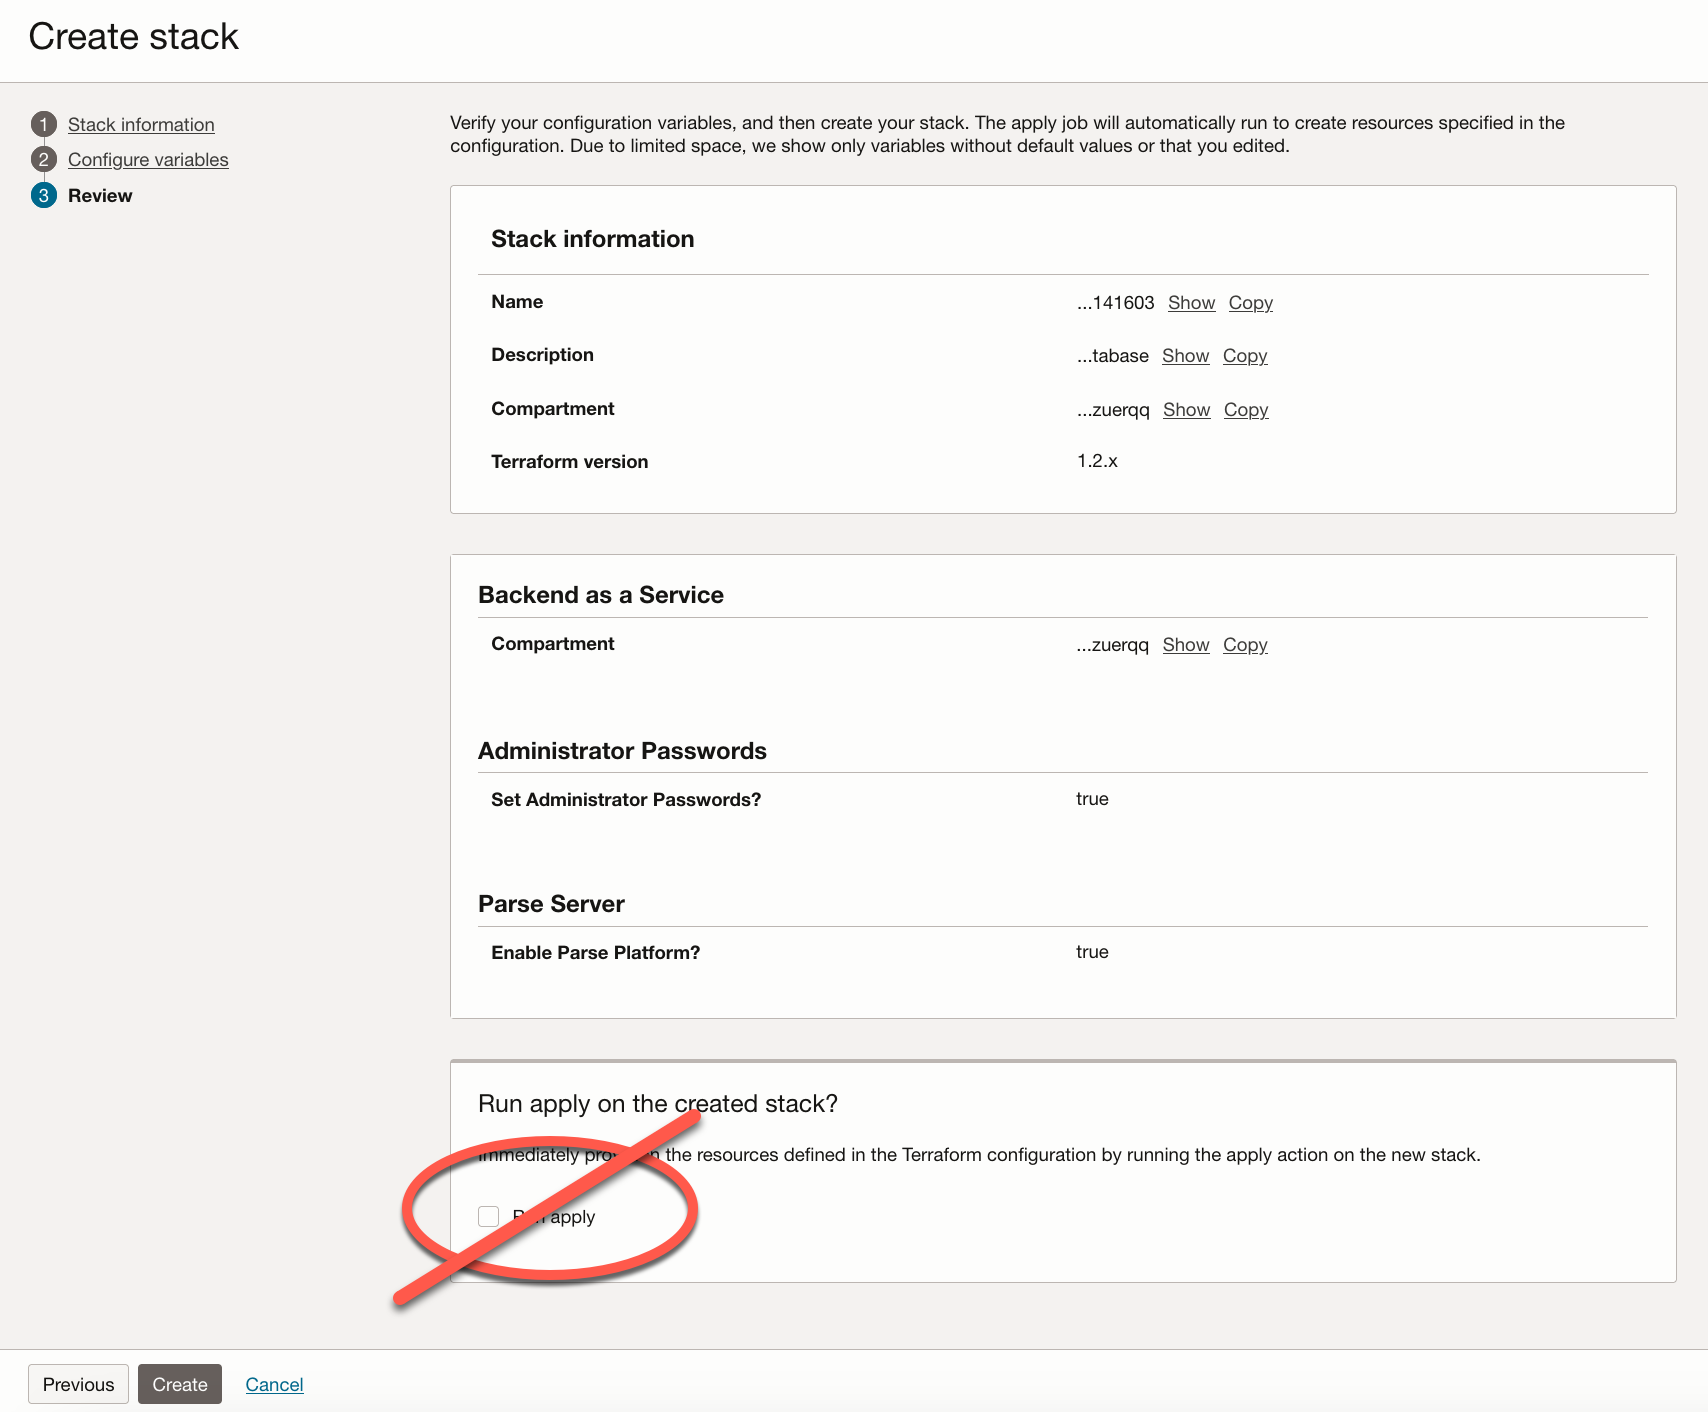 Create stack
1 Stack information
2 Configure variables
3 Review
Verify your configuration variables, and then create your stack. The apply job will automatically run to create resources specified in the
configuration. Due to limited space, we show only variables without default values or that you edited.
Stack information
Name ...141603 Show Copy
Description ...tabase Show Copy
Compartment ...zuerqq Show Copy
Terraform version 1.2.x
Backend as a Service
Compartment ...zuerqq Show Copy
Administrator Passwords
Set Administrator Passwords? true
Parse Server
Enable Parse Platform? true
Run apply on the created stack?
Immediately provision the resources defined in the Terraform configuration by running the apply action on the new stack.
Run apply
Previous Create Cancel